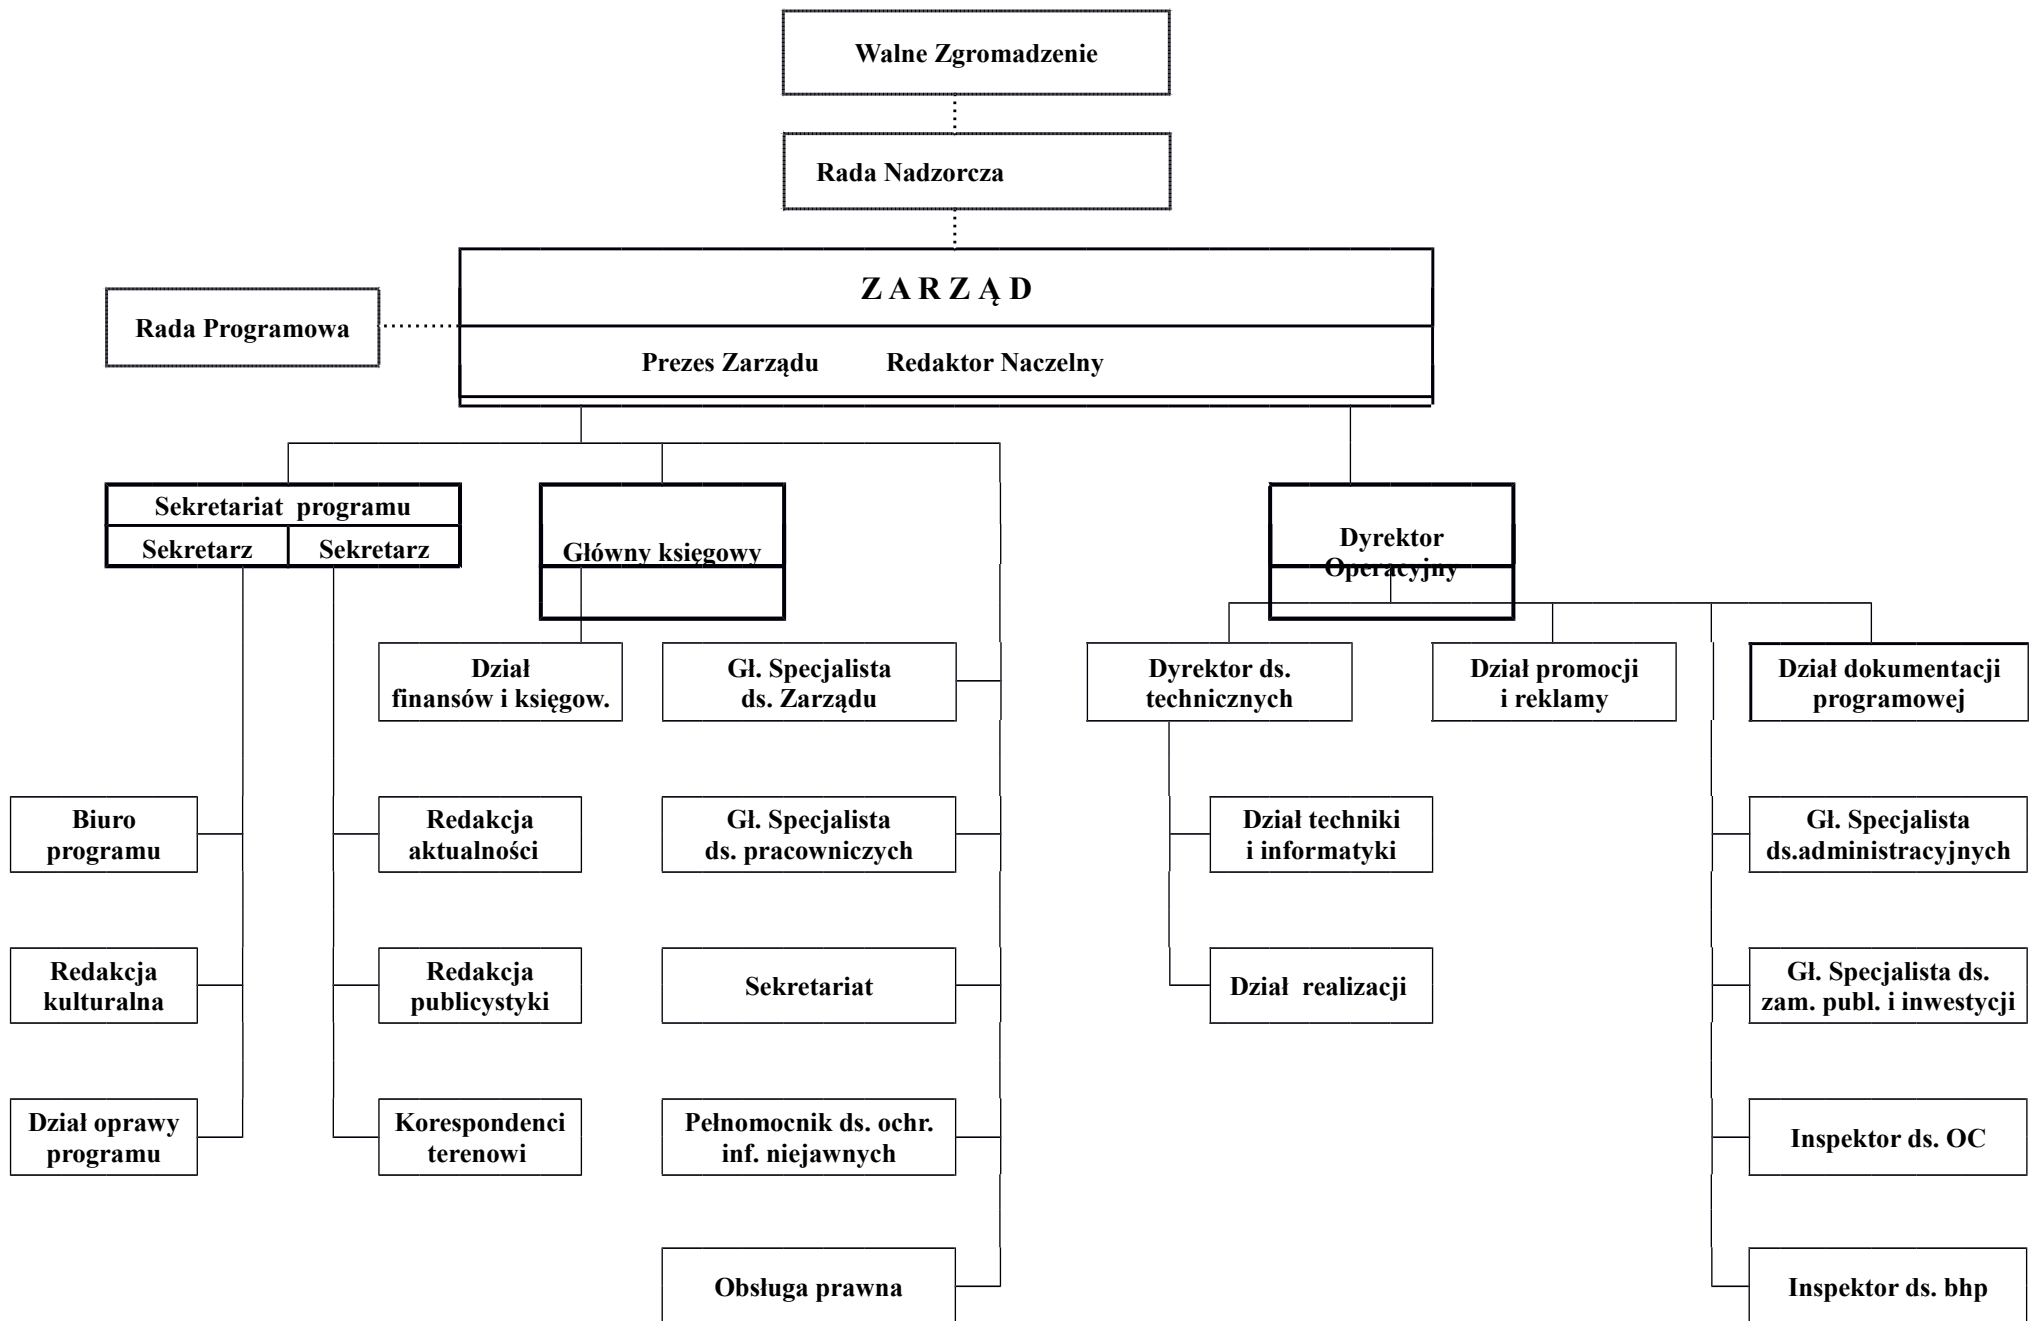 Walne Zgromadzenie
Rada Nadzorcza
Z A R Z Ą D
Rada Programowa
Prezes Zarządu Redaktor Naczelny
Sekretariat programu
Sekretarz Sekretarz
Główny księgowy
Dyrektor
Operacyjny
Dział
finansów i księgow.
Gł. Specjalista
ds. Zarządu
Dyrektor ds.
technicznych
Dział promocji
i reklamy
Dział dokumentacji
programowej
Biuro
programu
Redakcja
aktualności
Gł. Specjalista
ds. pracowniczych
Dział techniki
i informatyki
Gł. Specjalista
ds.administracyjnych
Redakcja
kulturalna
Redakcja
publicystyki
Sekretariat
Dział realizacji
Gł. Specjalista ds.
zam. publ. i inwestycji
Dział oprawy
programu
Korespondenci
terenowi
Pełnomocnik ds. ochr.
inf. niejawnych
Inspektor ds. OC
Obsługa prawna
Inspektor ds. bhp